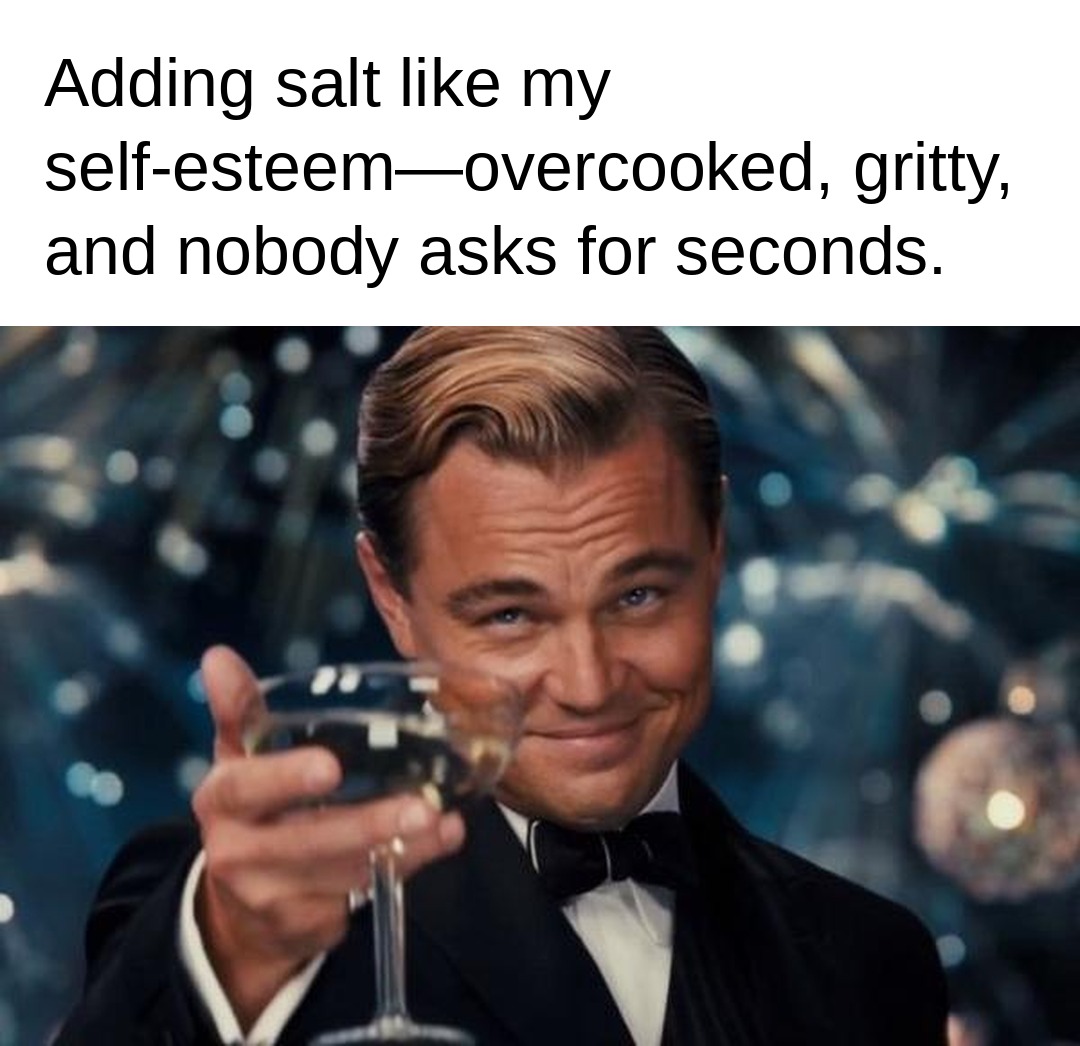 Adding salt like my
self-esteem—overcooked, gritty,
and nobody asks for seconds.